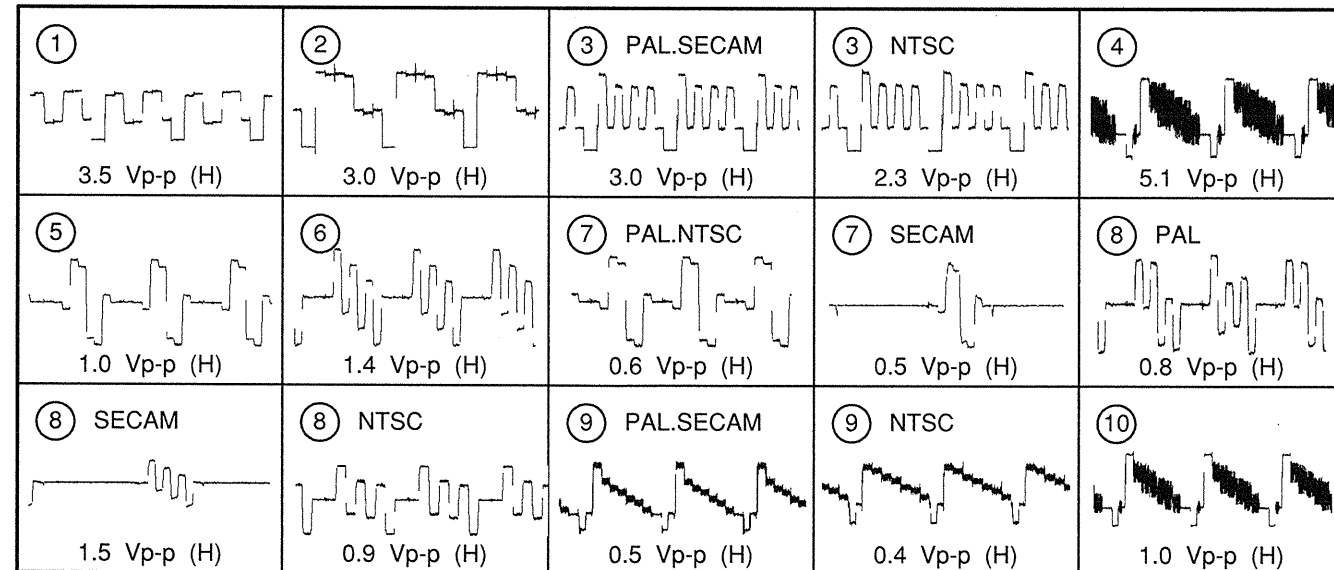 1
3.5 Vp-p (H)
2
3.0 Vp-p (H)
3 PAL.SECAM
3.0 Vp-p (H)
3 NTSC
2.3 Vp-p (H)
4
5.1 Vp-p (H)
5
1.0 Vp-p (H)
6
1.4 Vp-p (H)
7 PAL.NTSC
0.6 Vp-p (H)
7 SECAM
0.5 Vp-p (H)
8 PAL
0.8 Vp-p (H)
8 SECAM
1.5 Vp-p (H)
8 NTSC
0.9 Vp-p (H)
9 PAL.SECAM
0.5 Vp-p (H)
9 NTSC
0.4 Vp-p (H)
10
1.0 Vp-p (H)